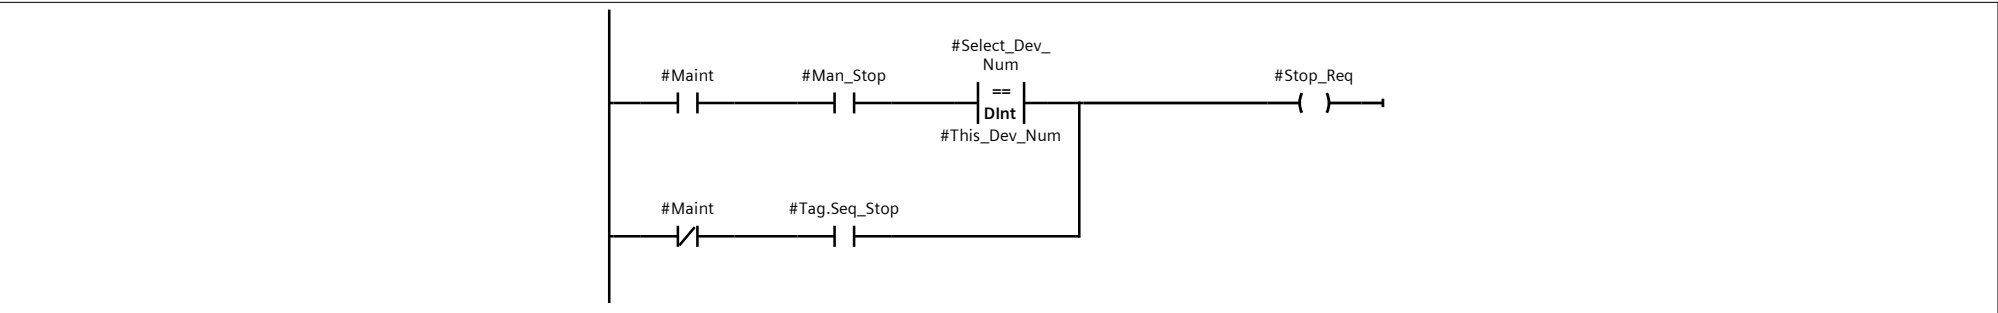 #Select_Dev_
Num
#Maint
#Man_Stop
==
DInt
#This_Dev_Num
#Stop_Req
#Maint
#Tag.Seq_Stop